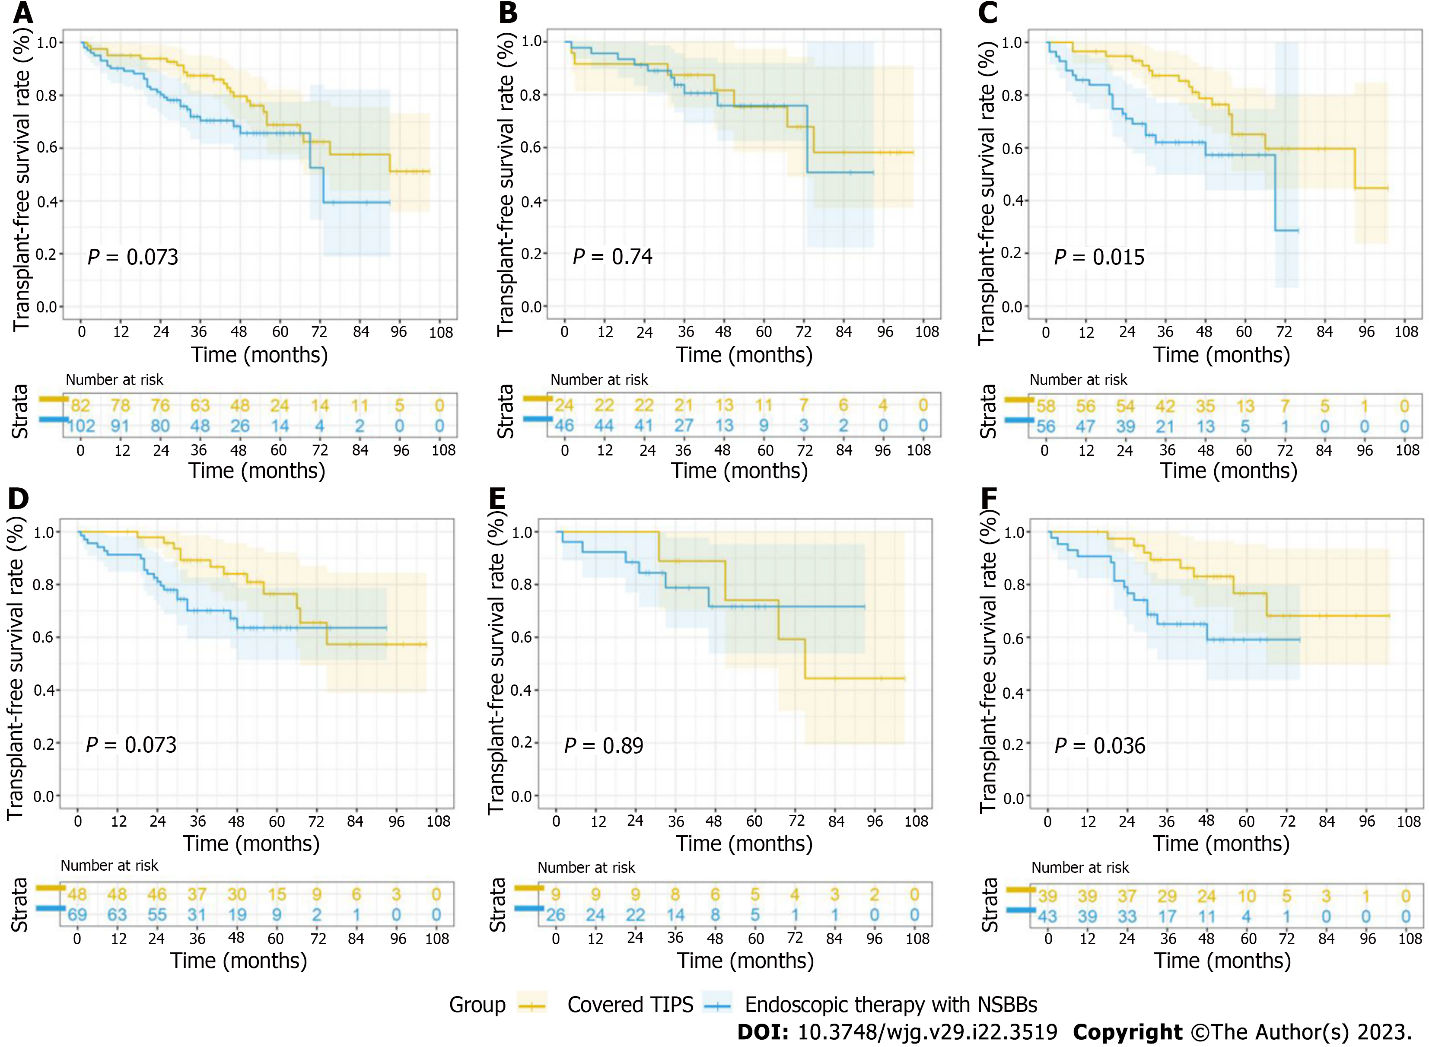 A
Transplant-free survival rate (%)
1.0
0.8
0.6
0.4
0.2
0.0
P = 0.073
0 12 24 36 48 60 72 84 96 108
Time (months)
Number at risk
Strata
82 78 76 63 48 24 14 11 5 0
102 91 80 48 26 14 4 2 0 0
0 12 24 36 48 60 72 84 96 108
Time (months)
B
Transplant-free survival rate (%)
1.0
0.8
0.6
0.4
0.2
0.0
P = 0.74
0 12 24 36 48 60 72 84 96 108
Time (months)
Number at risk
Strata
24 22 22 21 13 11 7 6 4 0
46 44 41 27 13 9 3 2 0 0
0 12 24 36 48 60 72 84 96 108
Time (months)
C
Transplant-free survival rate (%)
1.0
0.8
0.6
0.4
0.2
0.0
P = 0.015
0 12 24 36 48 60 72 84 96 108
Time (months)
Number at risk
Strata
58 56 54 42 35 13 7 5 1 0
56 47 39 21 13 5 1 0 0 0
0 12 24 36 48 60 72 84 96 108
Time (months)
D
Transplant-free survival rate (%)
1.0
0.8
0.6
0.4
0.2
0.0
P = 0.073
0 12 24 36 48 60 72 84 96 108
Time (months)
Number at risk
Strata
48 48 46 37 30 15 9 6 3 0
69 63 55 31 19 9 2 1 0 0
0 12 24 36 48 60 72 84 96 108
Time (months)
E
Transplant-free survival rate (%)
1.0
0.8
0.6
0.4
0.2
0.0
P = 0.89
0 12 24 36 48 60 72 84 96 108
Time (months)
Number at risk
Strata
9 9 9 8 6 5 4 3 2 0
26 24 22 14 8 5 1 1 0 0
0 12 24 36 48 60 72 84 96 108
Time (months)
F
Transplant-free survival rate (%)
1.0
0.8
0.6
0.4
0.2
0.0
P = 0.036
0 12 24 36 48 60 72 84 96 108
Time (months)
Number at risk
Strata
39 39 37 29 24 10 5 3 1 0
43 39 33 17 11 4 1 0 0 0
0 12 24 36 48 60 72 84 96 108
Time (months)
Group Covered TIPS Endoscopic therapy with NSBBs
DOI: 10.3748/wjg.v29.i22.3519 Copyright ©The Author(s) 2023.